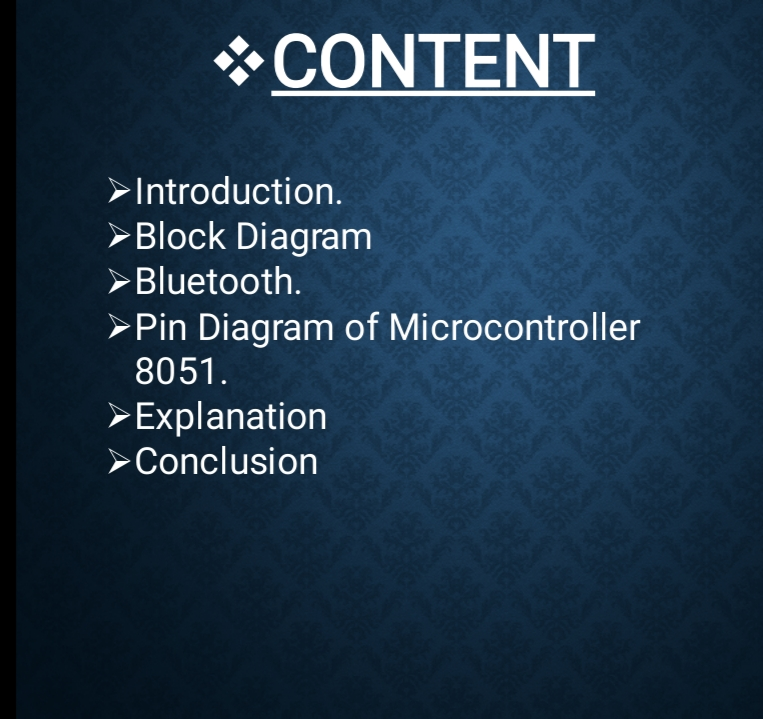 ❖CONTENT
➢Introduction.
➢Block Diagram
➢Bluetooth.
➢Pin Diagram of Microcontroller
8051.
➢Explanation
➢Conclusion